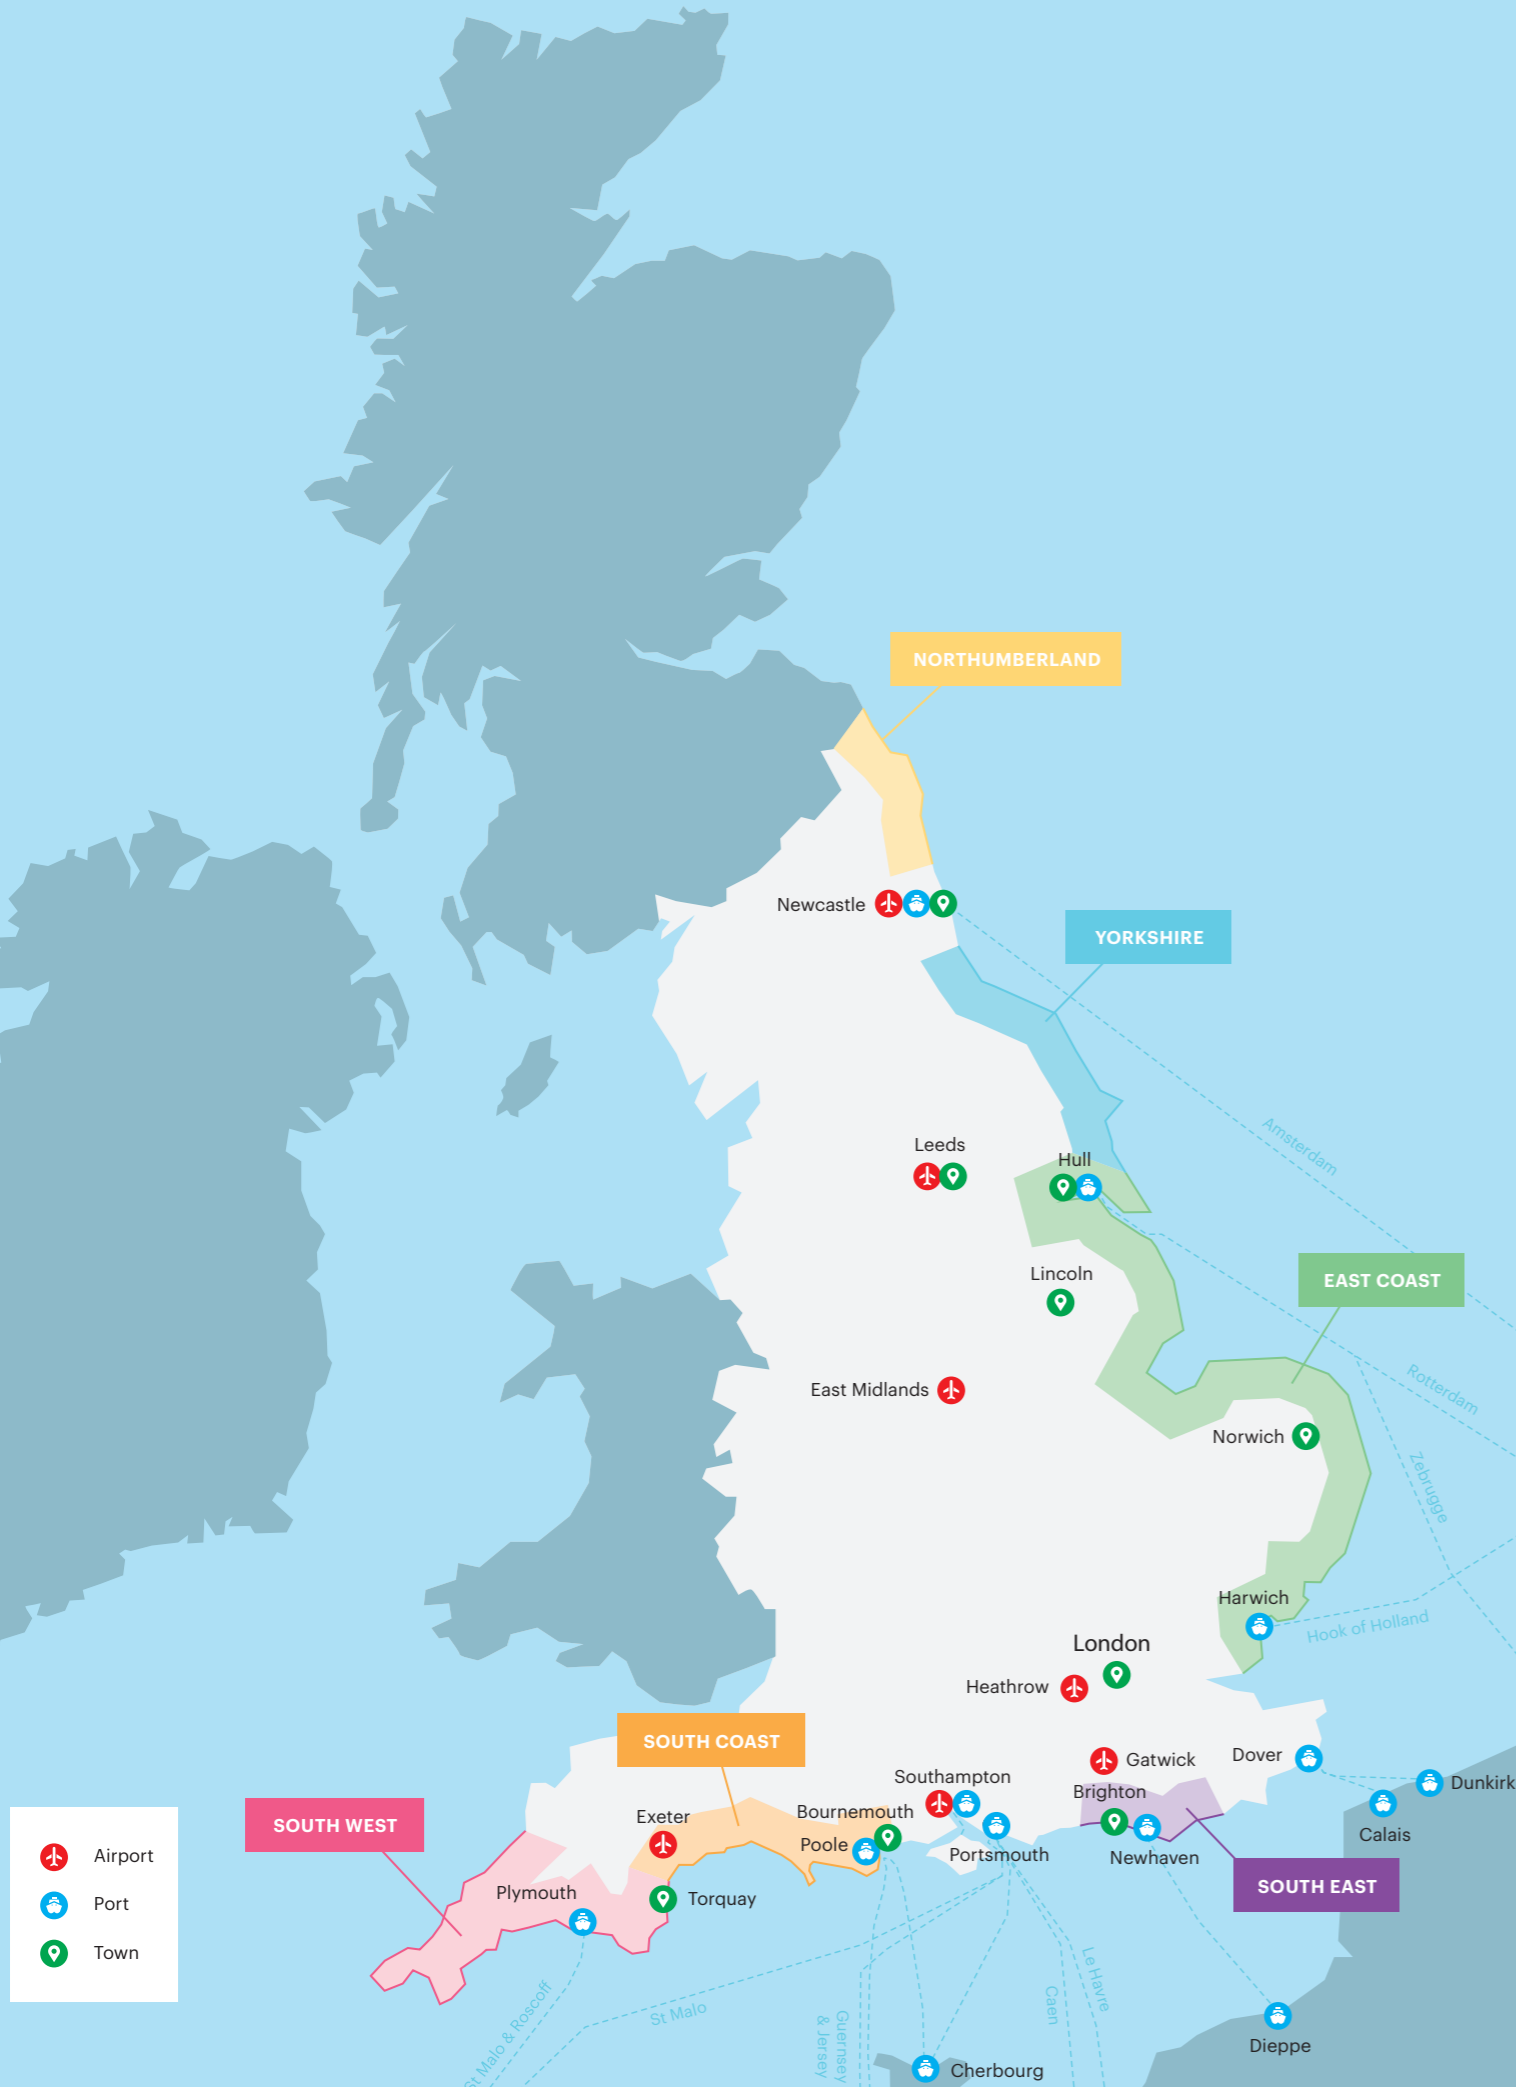 NORTHUMBERLAND
Newcastle
YORKSHIRE
Amsterdam
Leeds
Hull
Lincoln
EAST COAST
East Midlands
Rotterdam
Norwich
Zebrugge
Harwich
Hook of Holland
London
Heathrow
SOUTH COAST
Gatwick
Dover
Southampton
Brighton
Dunkirk
SOUTH WEST
Exeter
Bournemouth
Poole
Portsmouth
Newhaven
Calais
Airport
Port
Town
Plymouth
Torquay
SOUTH EAST
St Malo & Roscoff
St Malo
Guernsey
& Jersey
Caen
Le Havre
Cherbourg
Dieppe